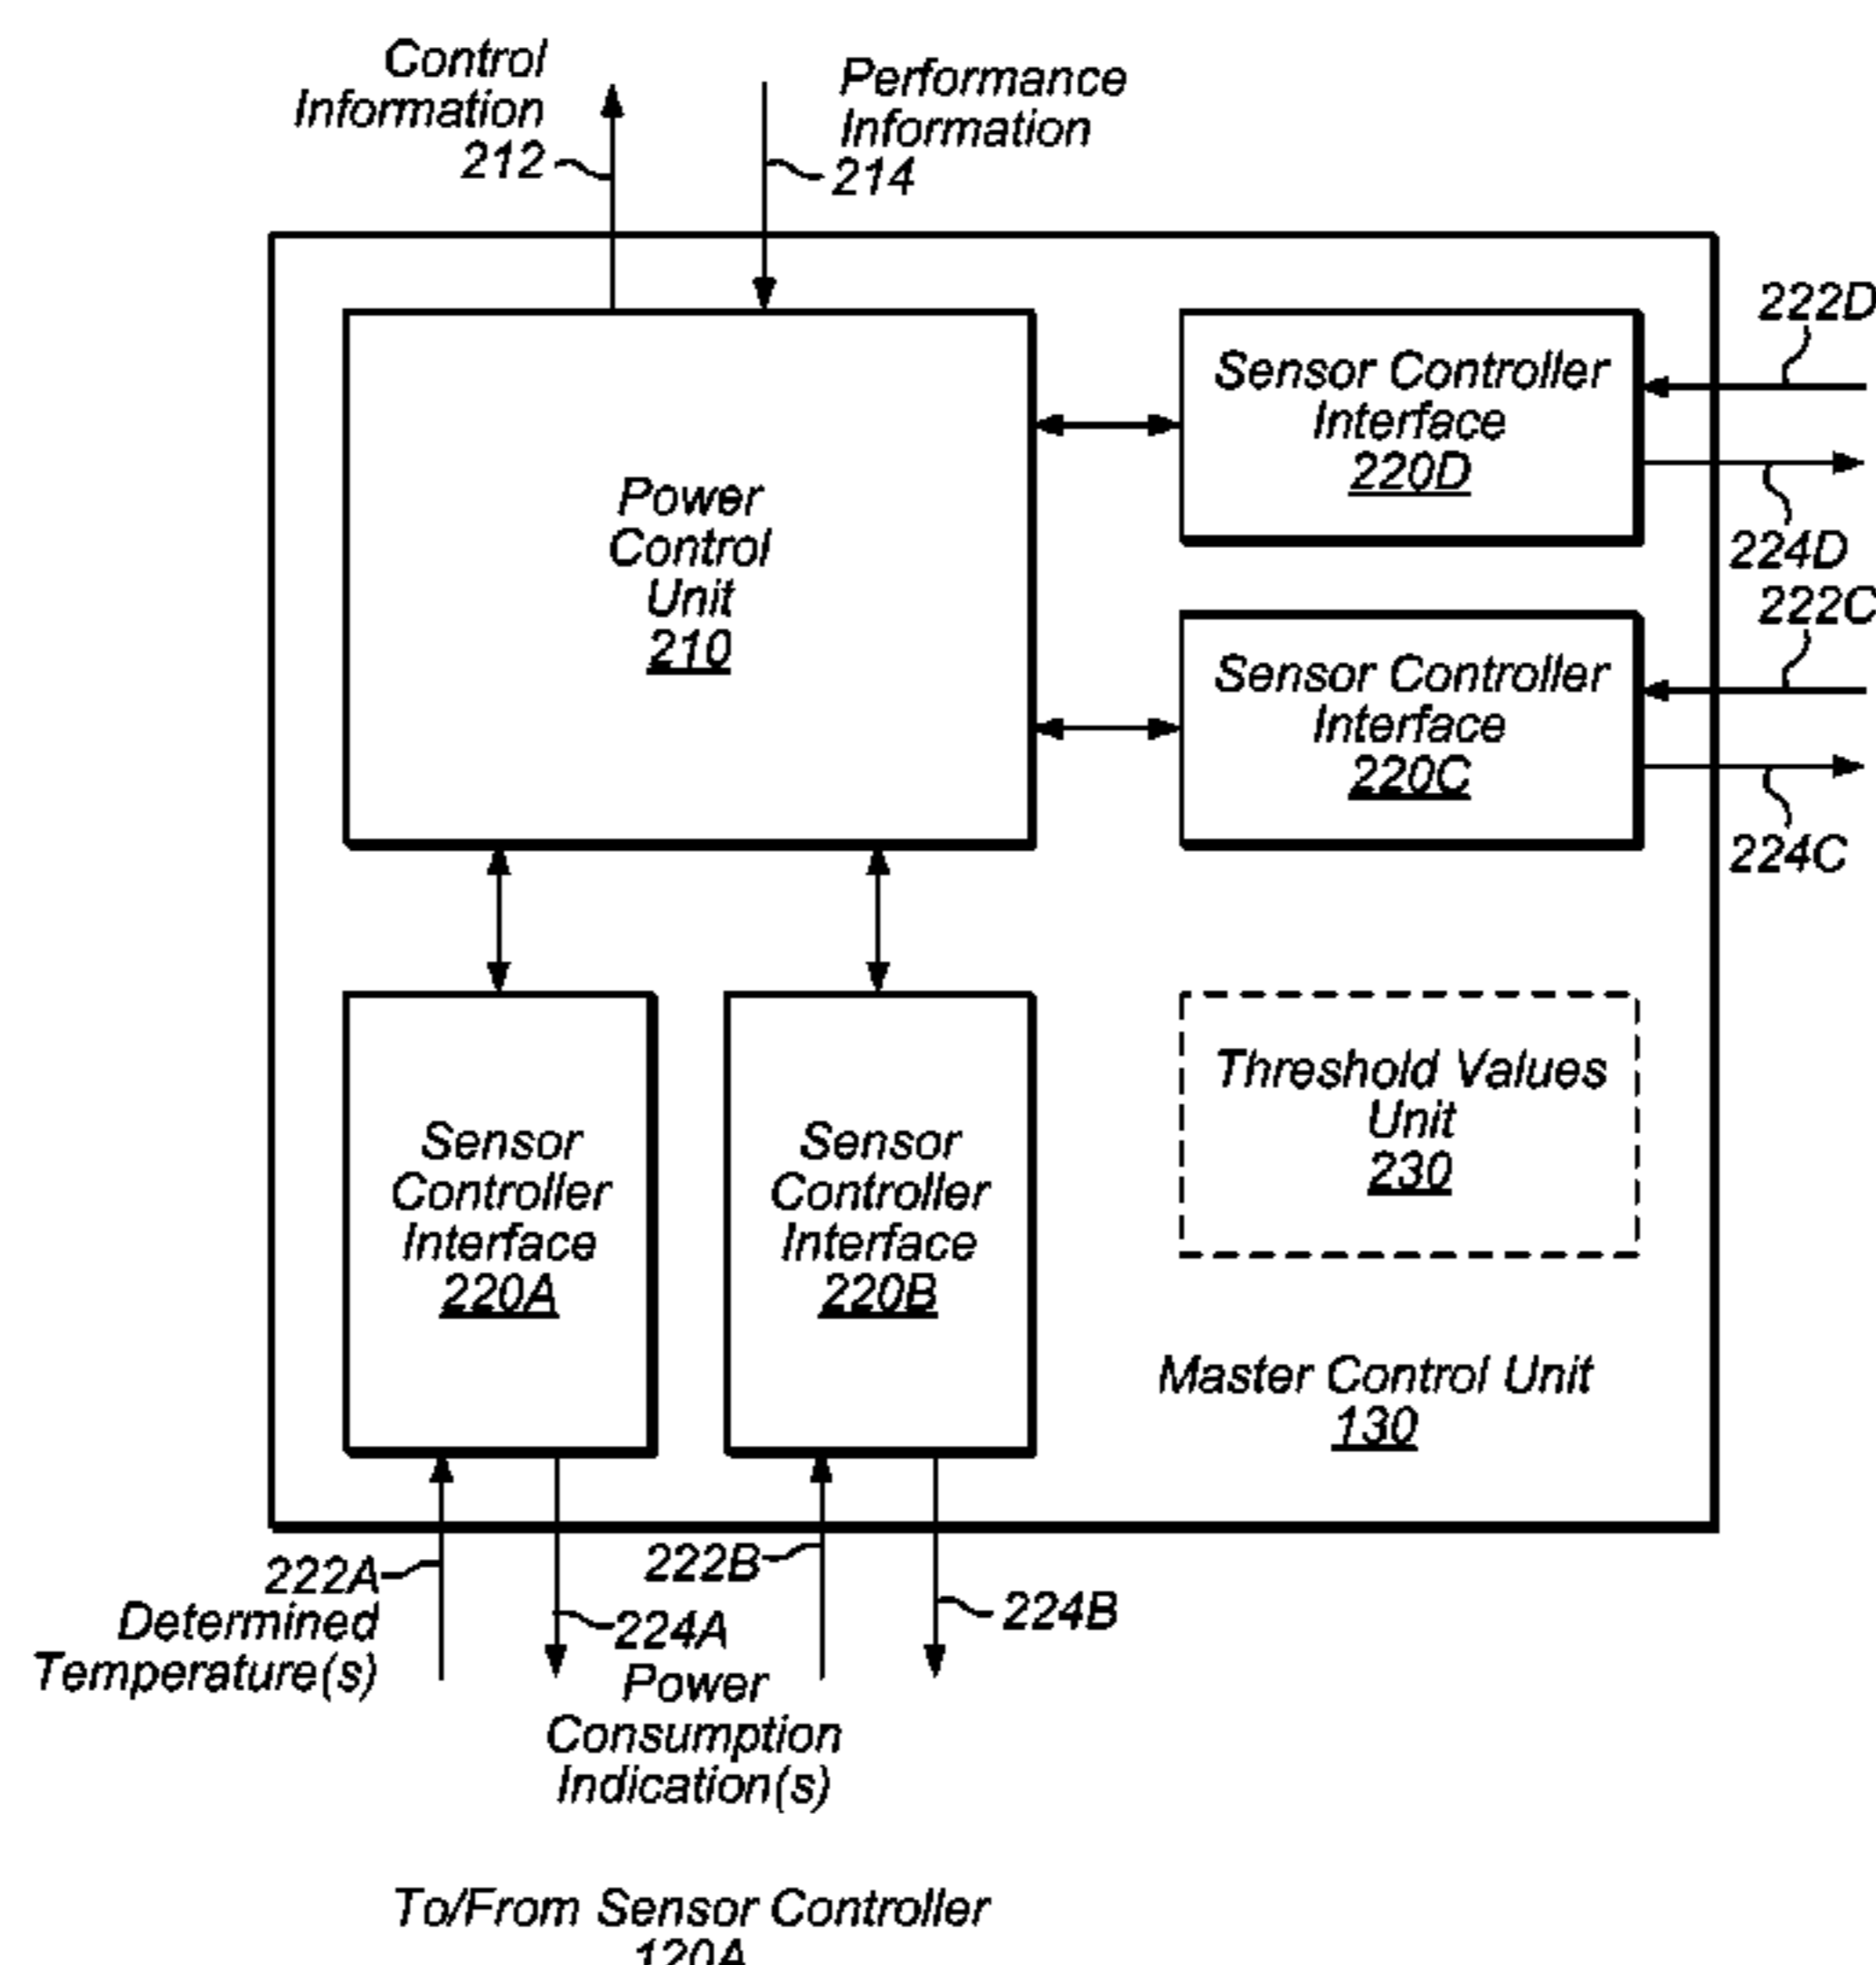 Control
Information
212
Performance
Information
214
222D
Sensor Controller
Interface
220D
224D
Power
Control
Unit
210
222C
Sensor Controller
Interface
220C
224C
Threshold Values
Unit
230
Sensor
Controller
Interface
220A
Sensor
Controller
Interface
220B
Master Control Unit
130
222A
Determined
Temperature(s)
224A
Power
Consumption
Indication(s)
222B
224B
To/From Sensor Controller
120A